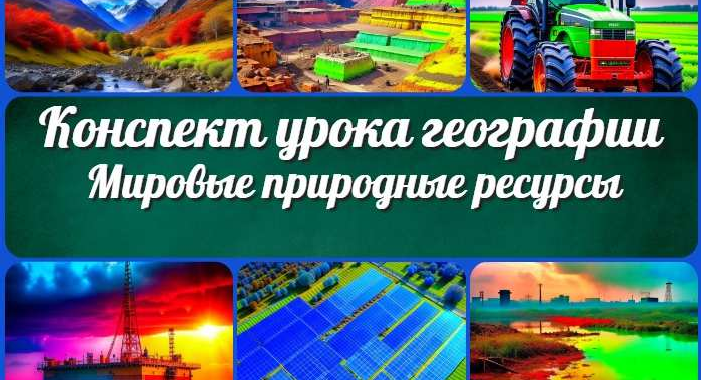 Конспект урока географии
Мировые природные ресурсы